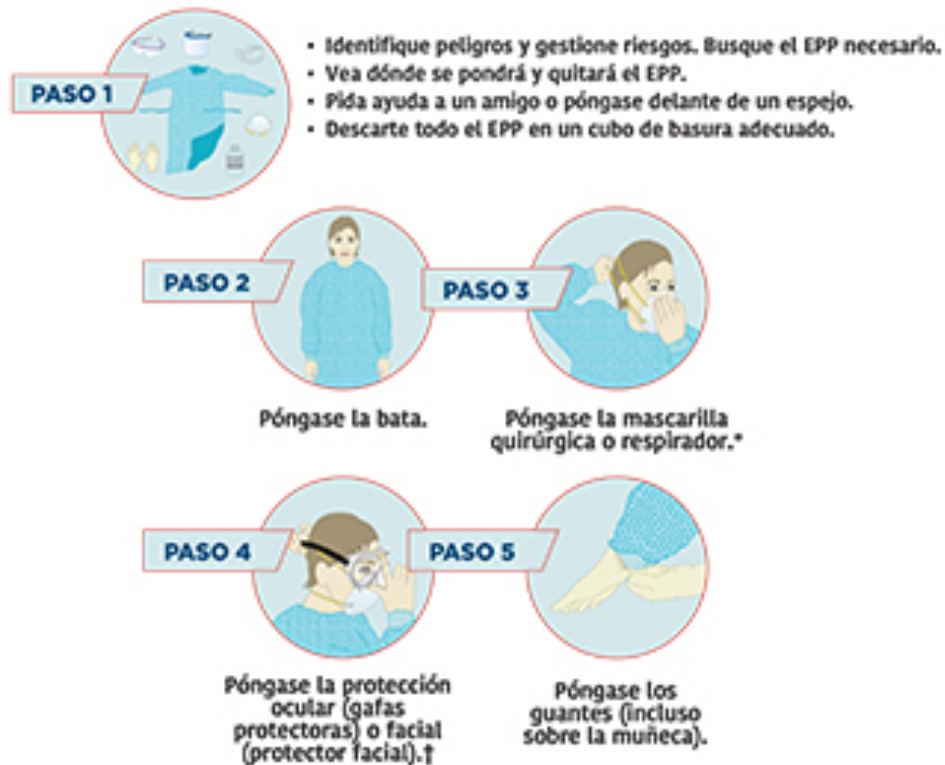 PASO 1
• Identifique peligros y gestione riesgos. Busque el EPP necesario.
• Vea dónde se pondrá y quitará el EPP.
• Pida ayuda a un amigo o póngase delante de un espejo.
• Descarte todo el EPP en un cubo de basura adecuado.
PASO 2
Póngase la bata.
PASO 3
Póngase la mascarilla
quirúrgica o respirador.*
PASO 4
Póngase la protección
ocular (gafas
protectoras) o facial
(protector facial).†
PASO 5
Póngase los
guantes (incluso
sobre la muñeca).